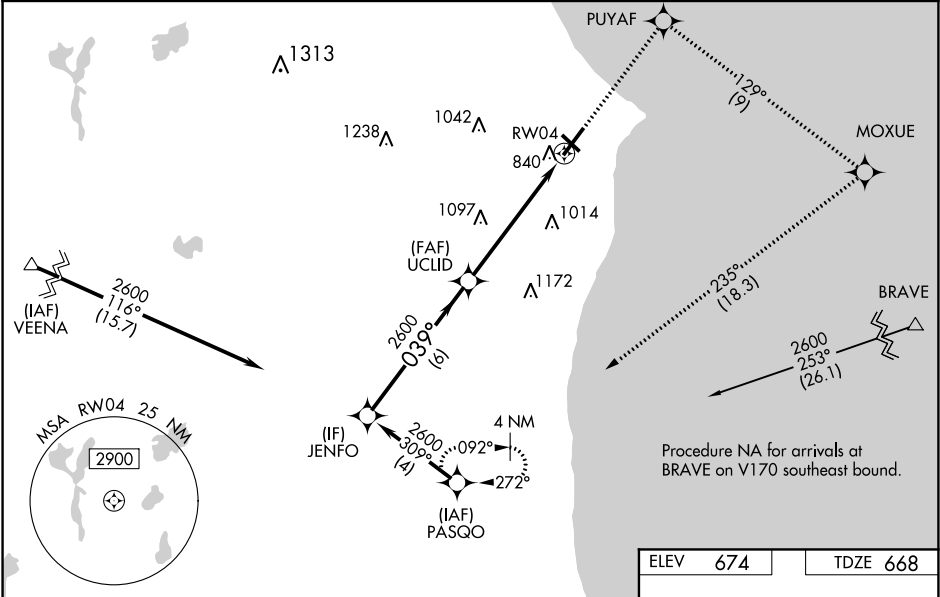 PUYAF
1313
129°
(9)
1042
1238
RW04
840
MOXUE
1097
1014
(FAF)
UCLID
1172
2600
116°
(15.7)
(IAF)
VEENA
235°
(18.3)
BRAVE
2600
253°
(26.1)
2600
039°
(6)
MSA RW04 25 NM
2900
(IF)
JENFO
4 NM
2600
309°
(4)
092°
272°
(IAF)
PASQO
Procedure NA for arrivals at
BRAVE on V170 southeast bound.
ELEV 674
TDZE 668